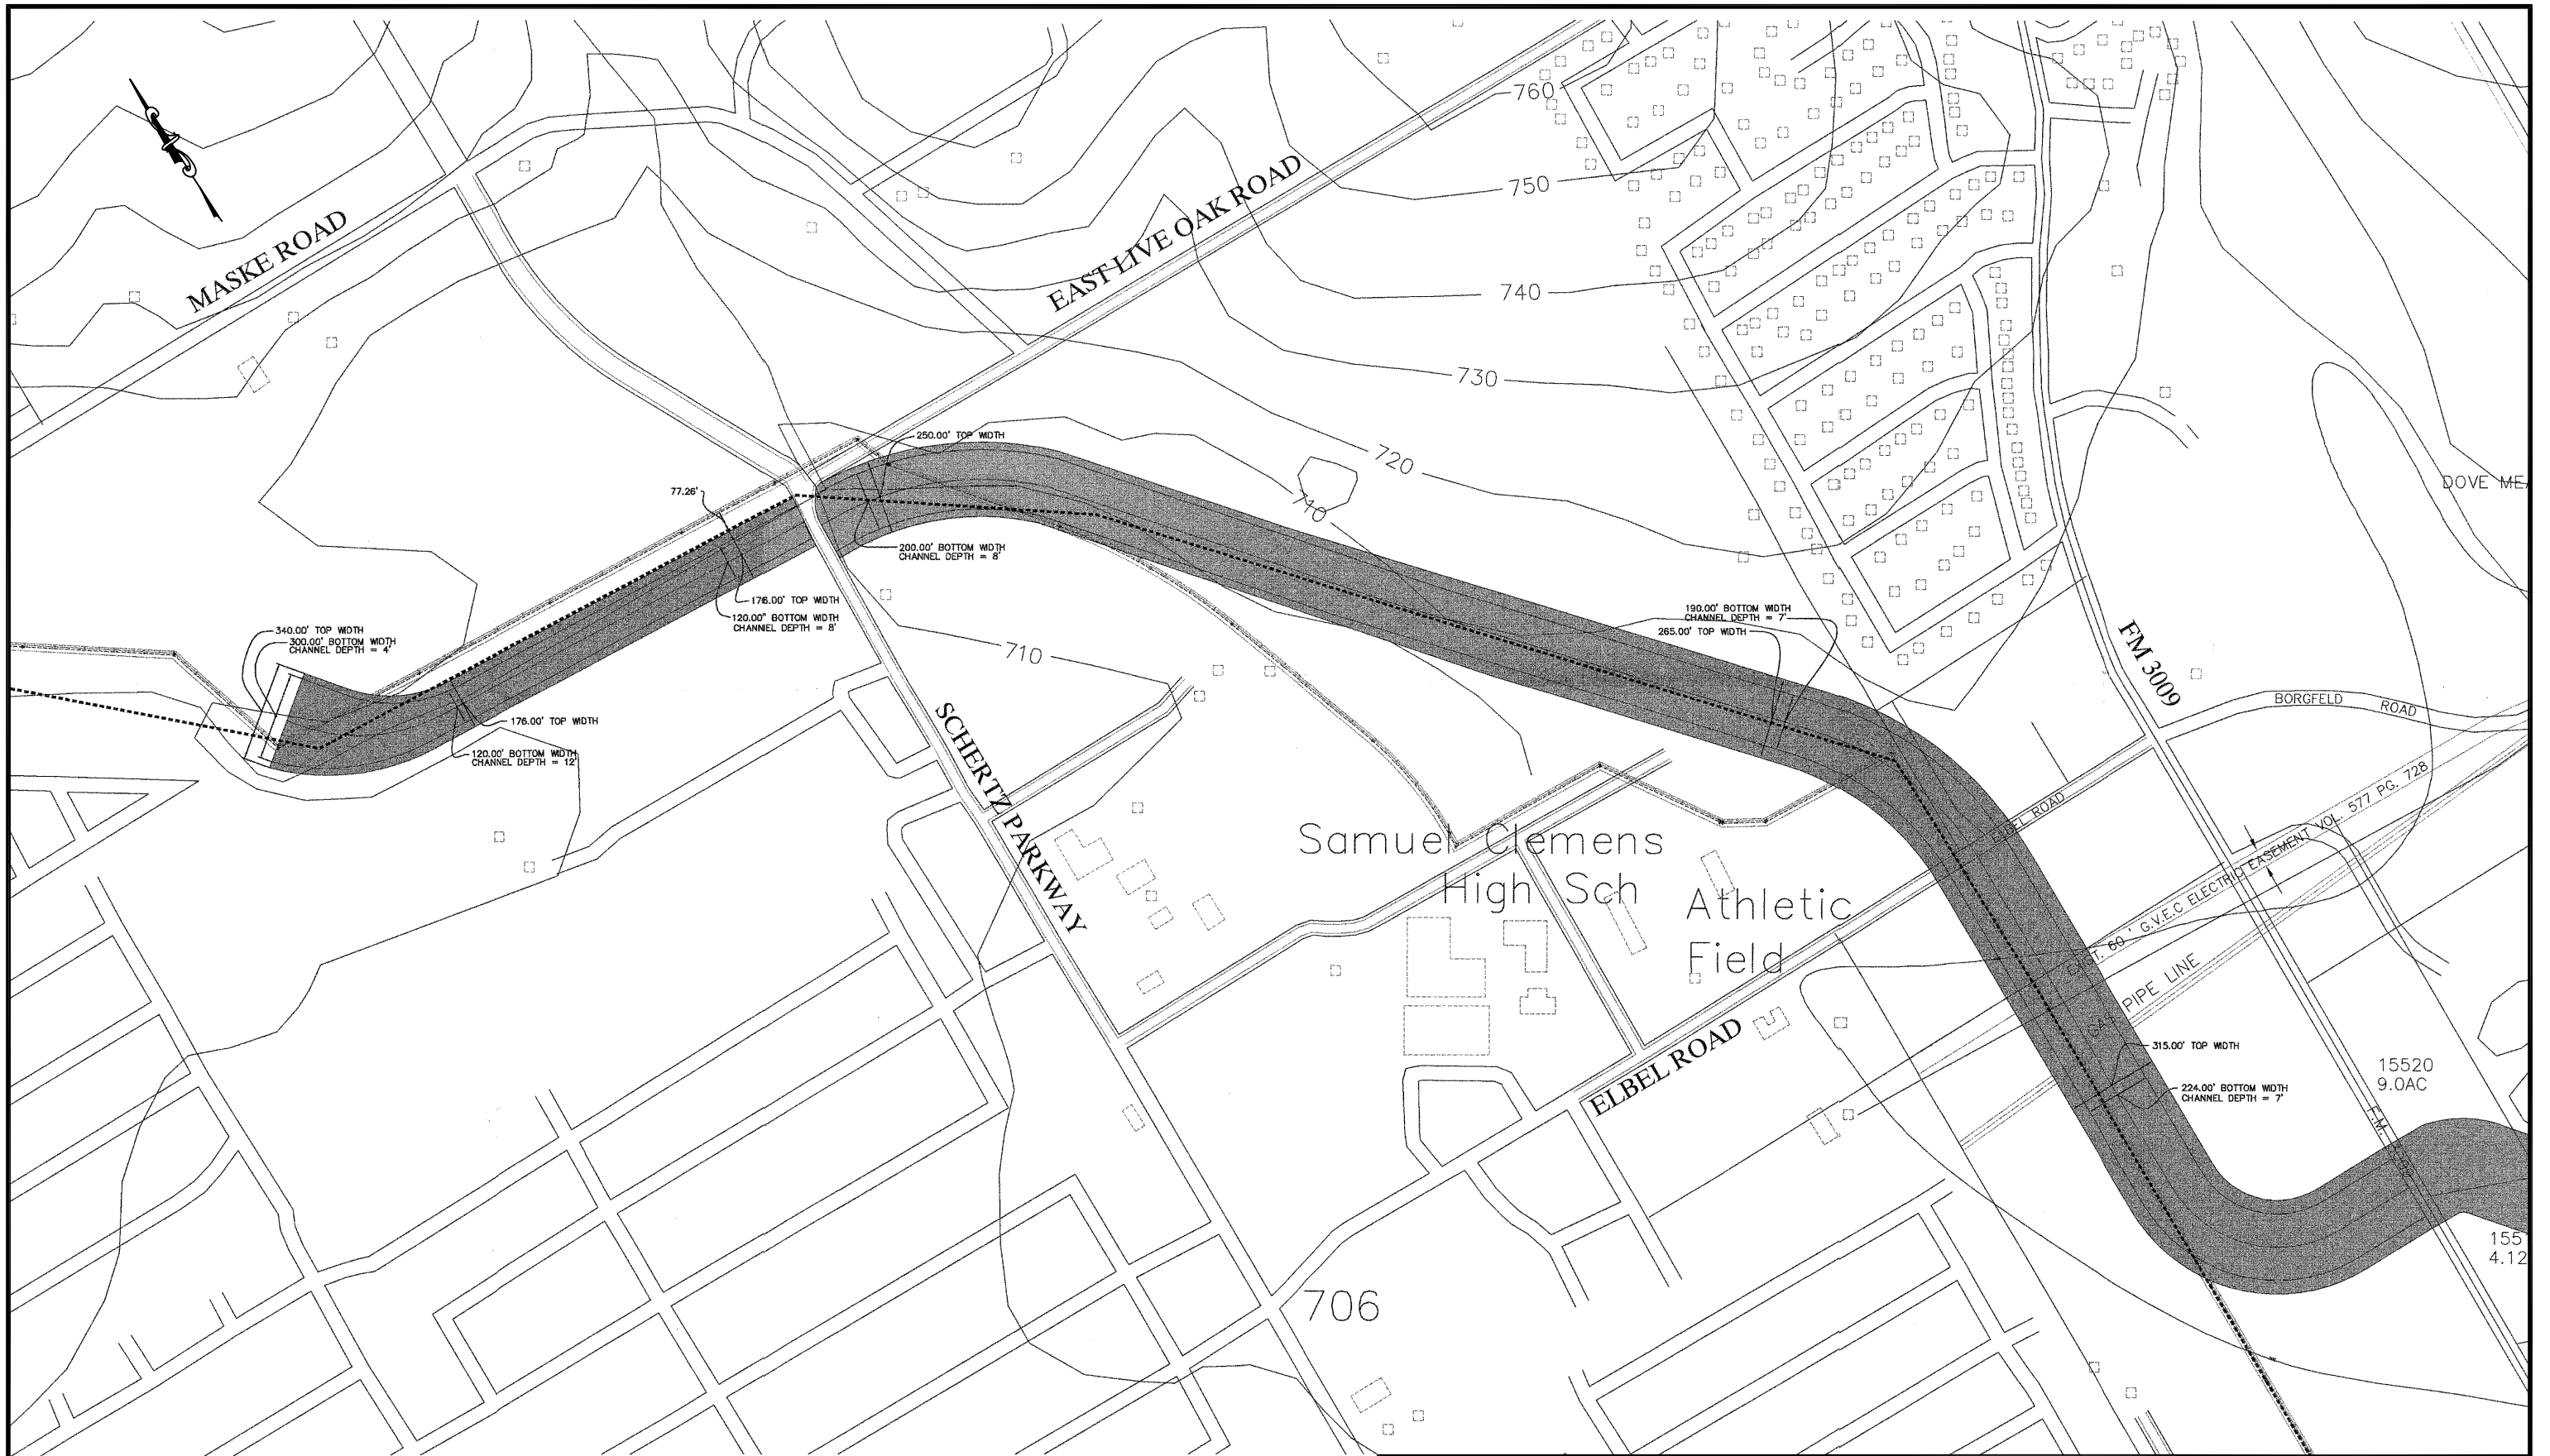 760
750
740
730
720
710
710
706
MASKE ROAD
EAST LIVE OAK ROAD
250.00' TOP WIDTH
77.26'
200.00' BOTTOM WIDTH
CHANNEL DEPTH = 8'
176.00' TOP WIDTH
120.00" BOTTOM WIDTH
CHANNEL DEPTH = 8'
340.00' TOP WIDTH
300.00' BOTTOM WIDTH
CHANNEL DEPTH = 4'
176.00' TOP WIDTH
120.00' BOTTOM WIDTH
CHANNEL DEPTH = 12'
190.00' BOTTOM WIDTH
CHANNEL DEPTH = 7'
265.00' TOP WIDTH
DOVE MEA
FM 3009
BORGFELD ROAD
SCHERTZ PARKWAY
Samuel Clemens
High Sch
Athletic
Field
ELBEL ROAD
ELBEL ROAD
60 ' G.V.E.C ELECTRIC EASEMENT VOL. 577 PG. 728
GAS PIPE LINE
315.00' TOP WIDTH
224.00' BOTTOM WIDTH
CHANNEL DEPTH = 7'
15520
9.0AC
F.M.
155
4.12